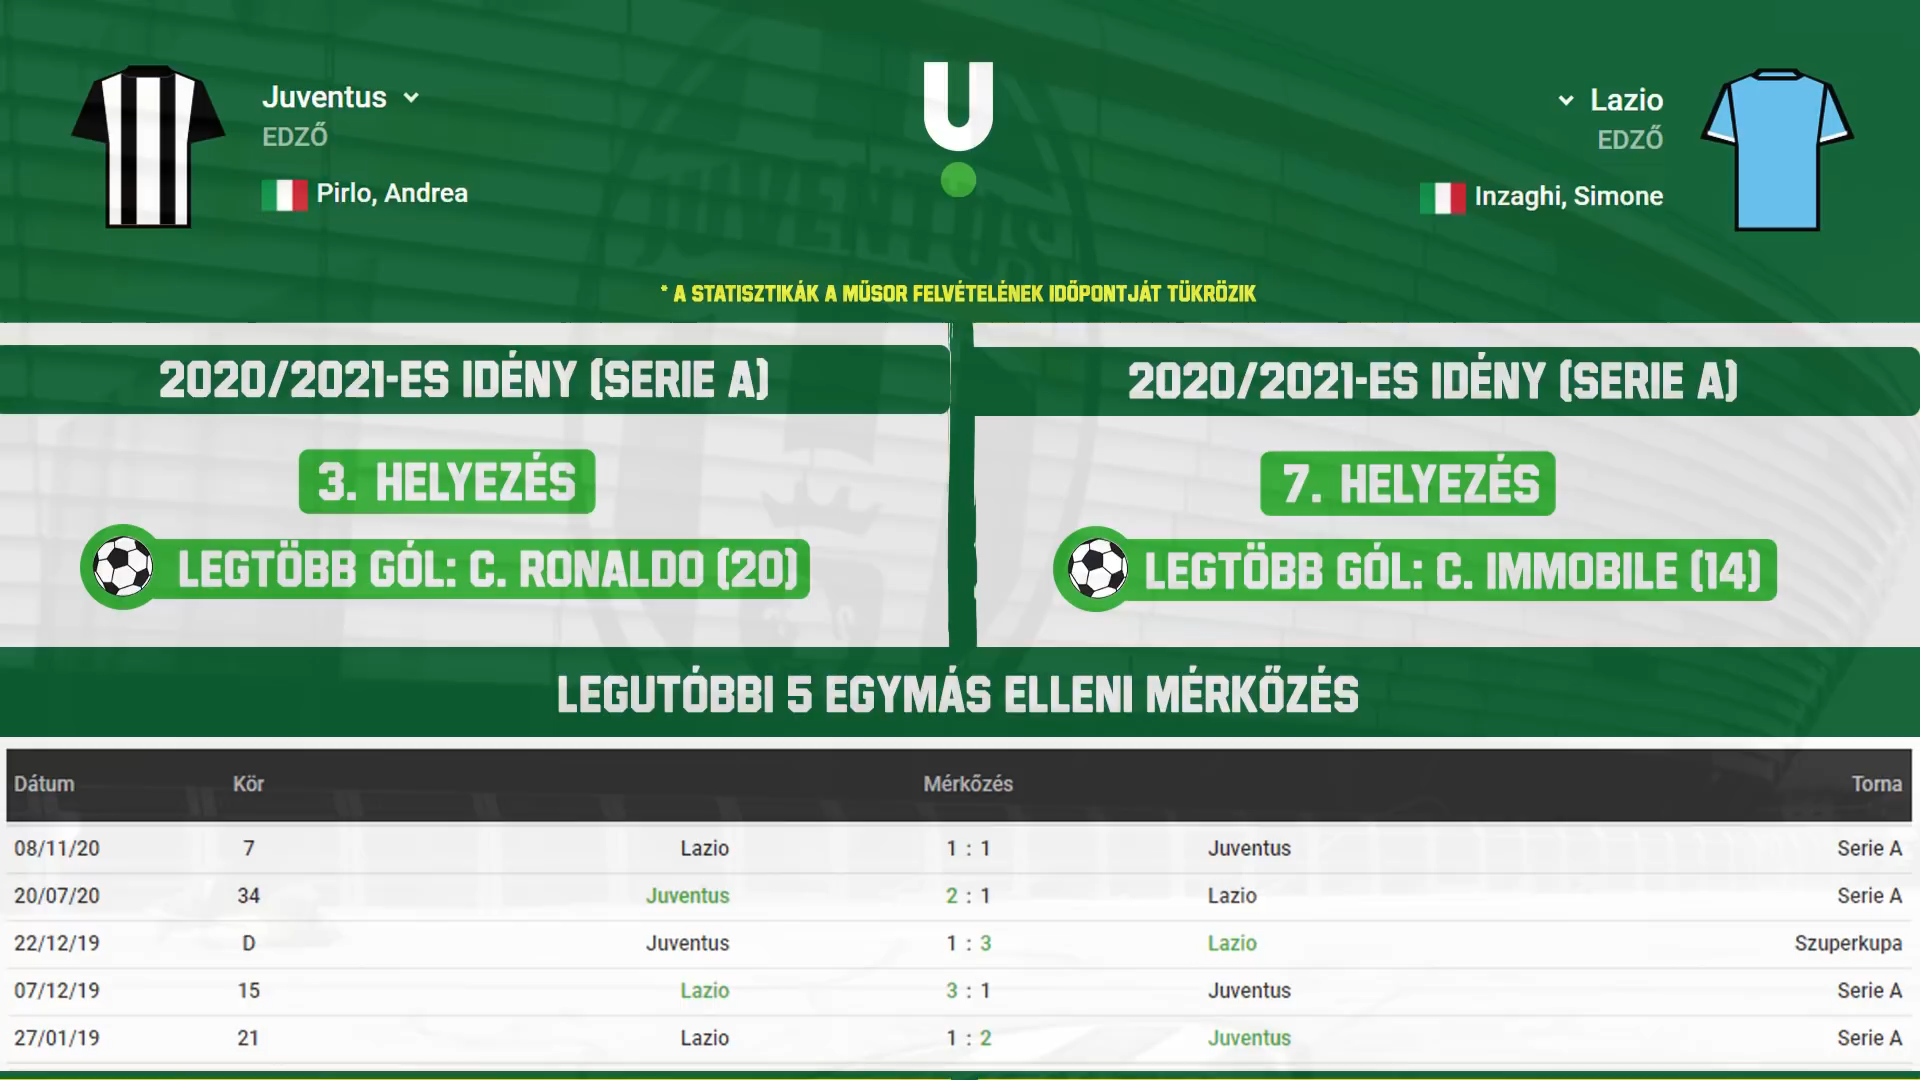 Juventus
EDZŐ
Pirlo, Andrea
U
Lazio
EDZŐ
Inzaghi, Simone
JUVENTUS
* A STATISZTIKÁK A MŰSOR FELVÉTELÉNEK IDŐPONTJÁT TÜKRÖZIK
2020/2021-ES IDÉNY (SERIE A)
3. HELYEZÉS
LEGTÖBB GÓL: C. RONALDO (20)
2020/2021-ES IDÉNY (SERIE A)
7. HELYEZÉS
LEGTÖBB GÓL: C. IMMOBILE (14)
LEGUTÓBBI 5 EGYMÁS ELLENI MÉRKŐZÉS
Dátum Kör Mérkőzés Torna
08/11/20 7 Lazio 1 : 1 Juventus Serie A
20/07/20 34 Juventus 2 : 1 Lazio Serie A
22/12/19 D Juventus 1 : 3 Lazio Szuperkupa
07/12/19 15 Lazio 3 : 1 Juventus Serie A
27/01/19 21 Lazio 1 : 2 Juventus Serie A